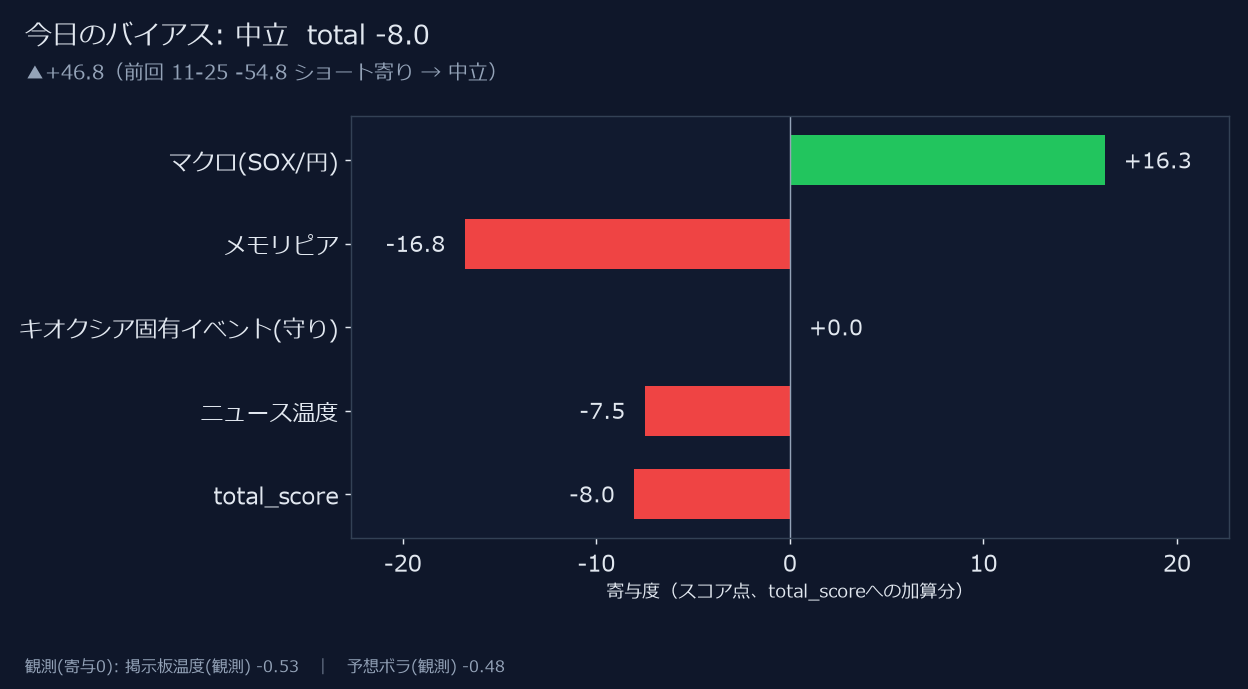 今日のバイアス: 中立  total -8.0
▲+46.8（前回 11-25 -54.8 ショート寄り → 中立）
マクロ(SOX/円)
+16.3
メモリピア
-16.8
キオクシア固有イベント(守り)
+0.0
ニュース温度
-7.5
total_score
-8.0
-20
-10
0
10
20
寄与度（スコア点、total_scoreへの加算分）
観測(寄与0): 掲示板温度(観測) -0.53 ｜ 予想ボラ(観測) -0.48